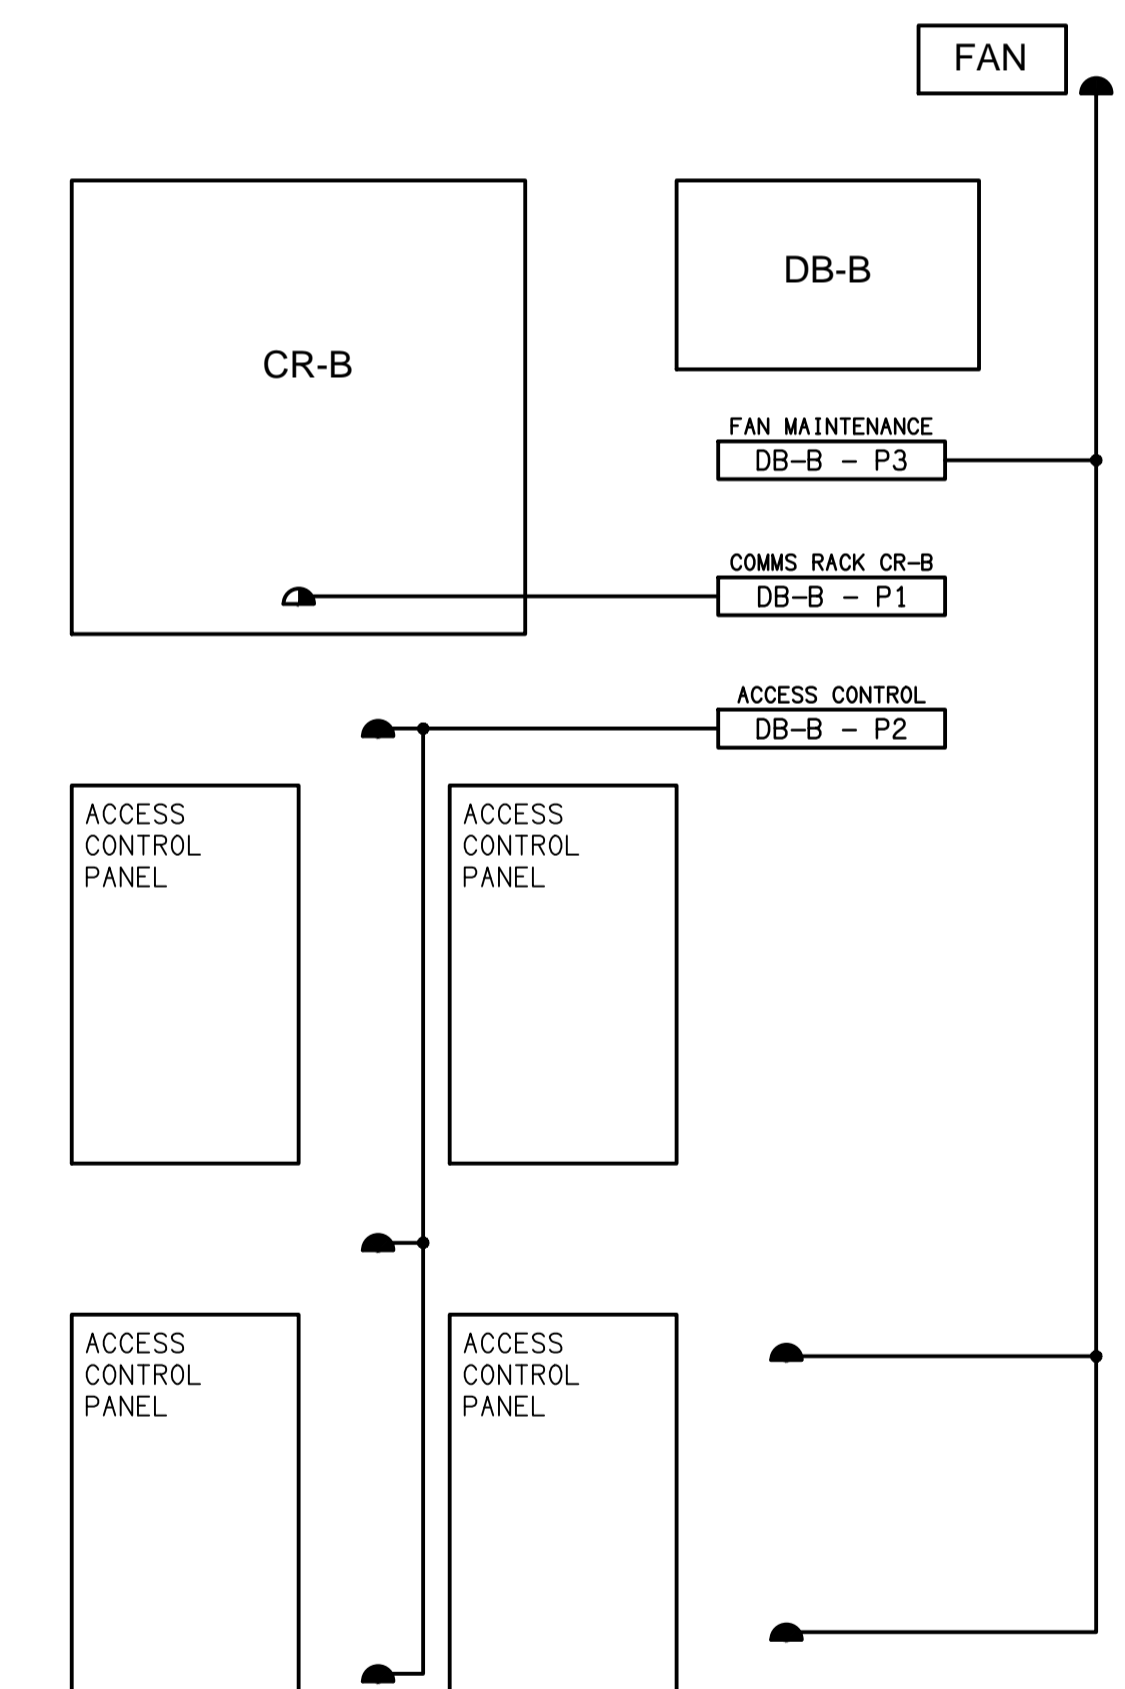 FAN
DB-B
CR-B
FAN MAINTENANCE
DB-B - P3
COMMS RACK CR-B
DB-B - P1
ACCESS CONTROL
DB-B - P2
ACCESS
CONTROL
PANEL
ACCESS
CONTROL
PANEL
ACCESS
CONTROL
PANEL
ACCESS
CONTROL
PANEL